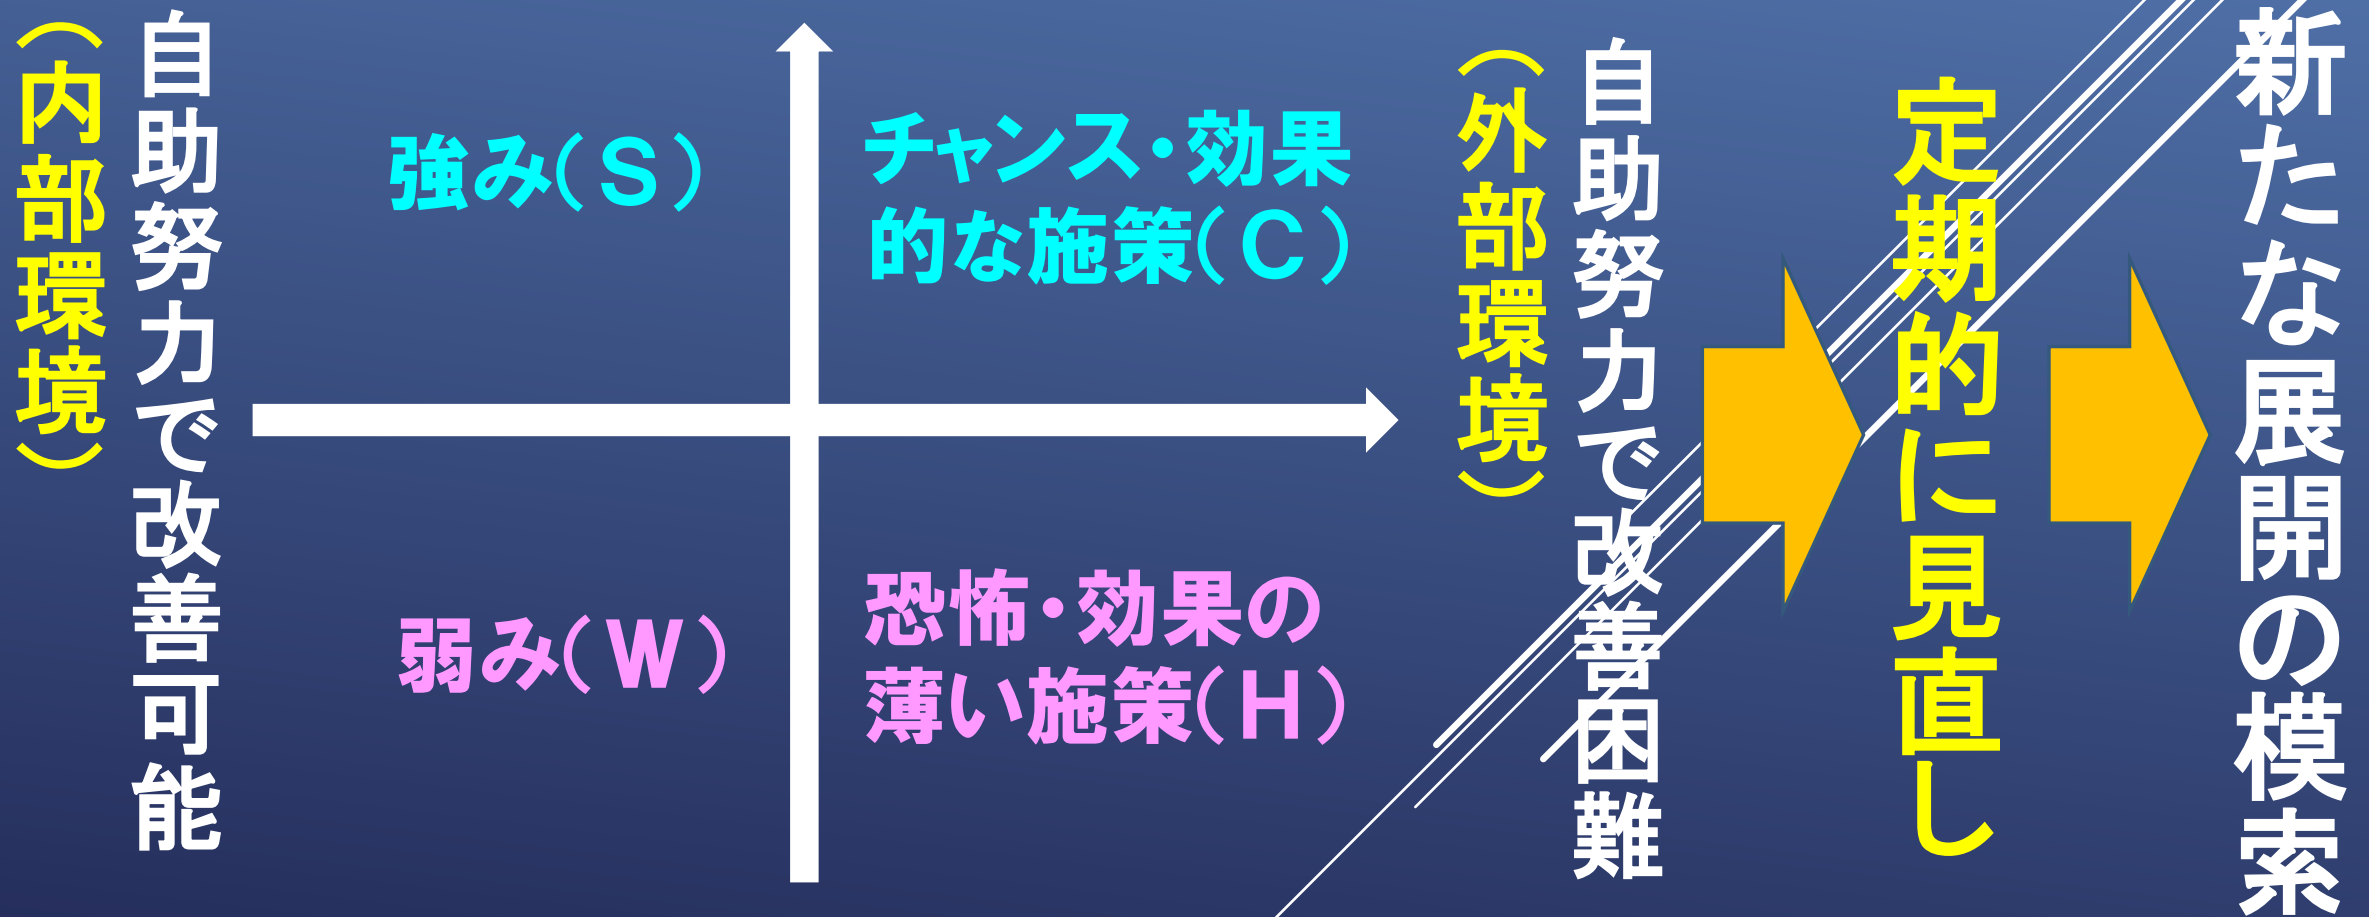 (内部環境)
自助努力で改善可能
強み(S)
チャンス・効果
的な施策(C)
弱み(W)
恐怖・効果の
薄い施策(H)
(外部環境)
自助努力で改善困難
定期的に見直し
新たな展開の模索